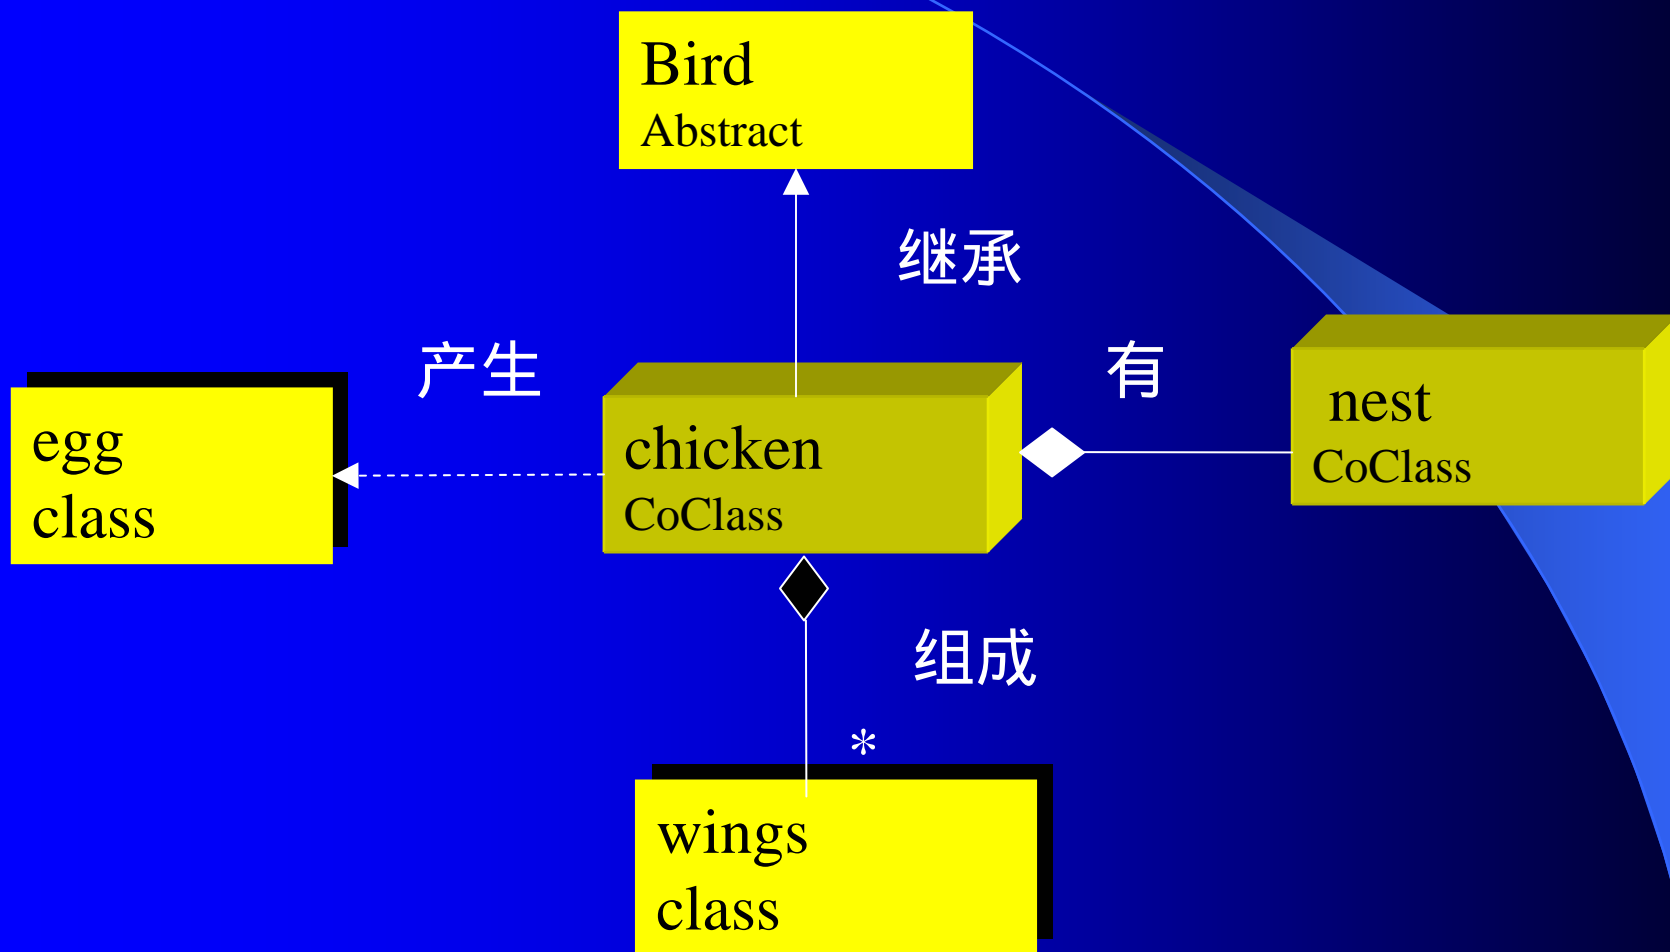 Bird
Abstract
继承
产生
有
egg
class
chicken
CoClass
nest
CoClass
组成
*
wings
class